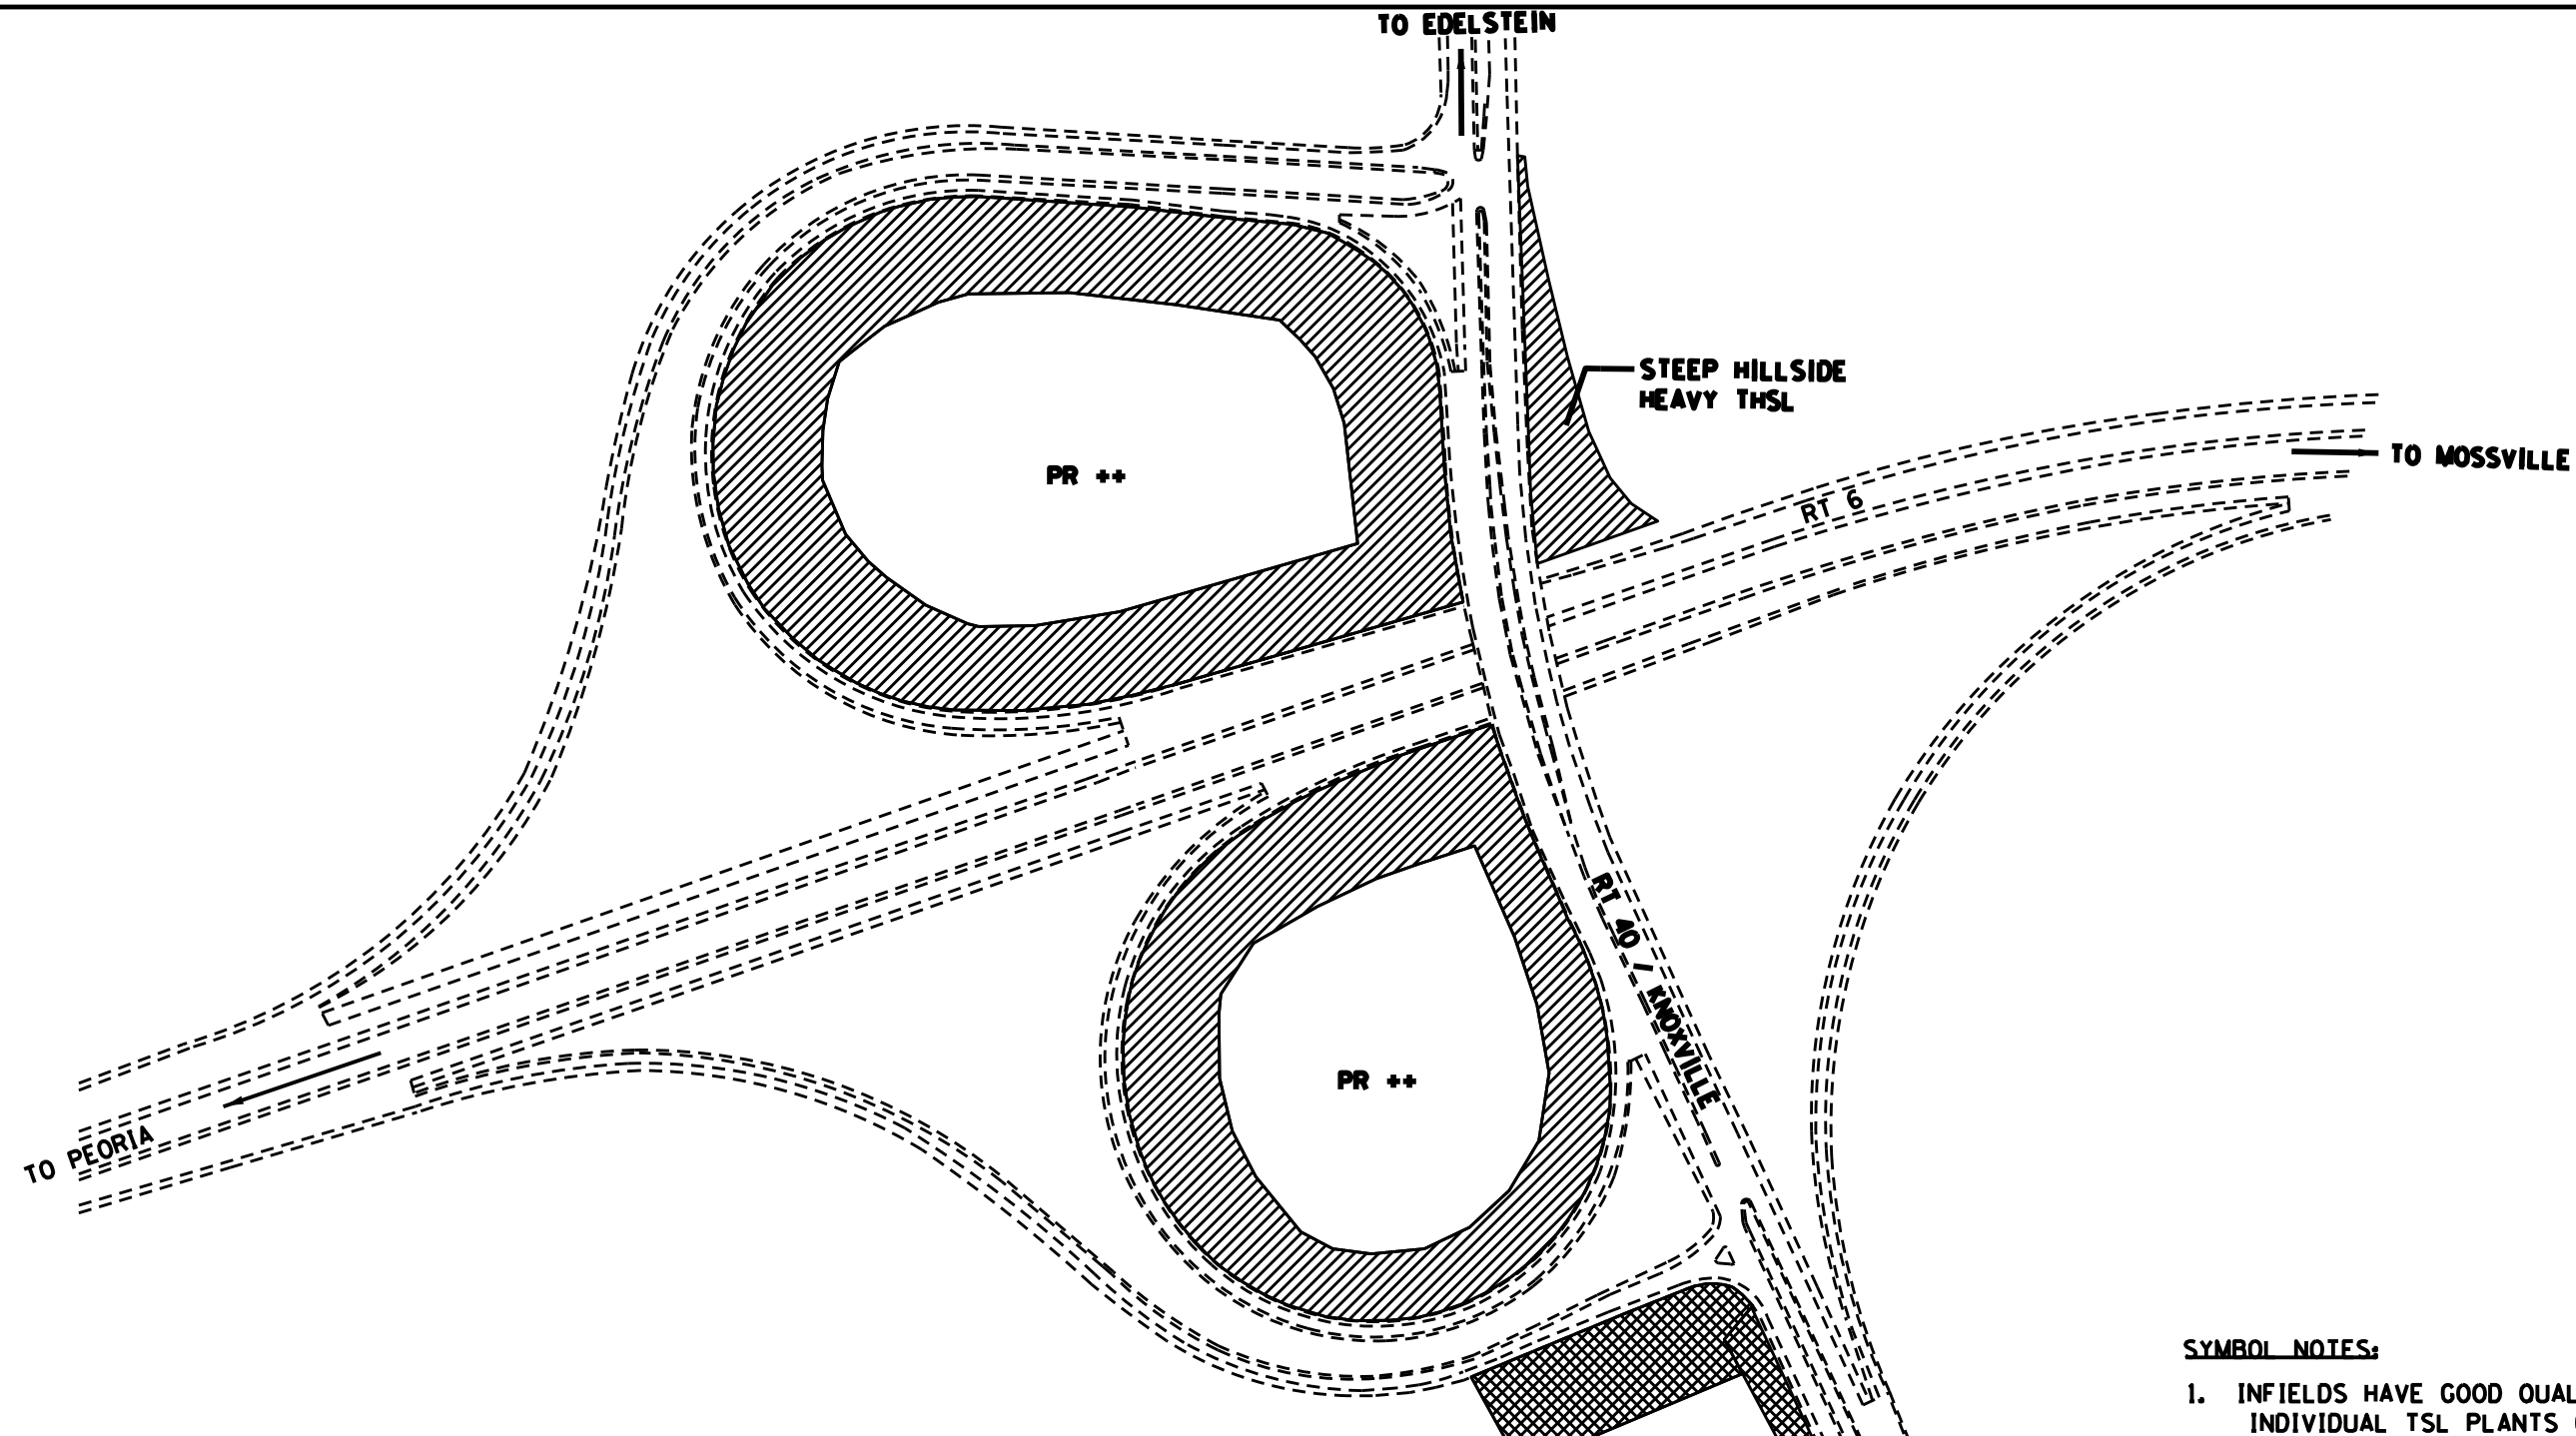 TO EDELSTEIN
STEEP HILLSIDE
HEAVY THSL
TO MOSSVILLE
RT 6
PR ++
RT 40 / KNOXVILLE
PR ++
TO PEORIA
SYMBOL NOTES:
1. INFIELDS HAVE GOOD
INDIVIDUAL TSL PLANTS